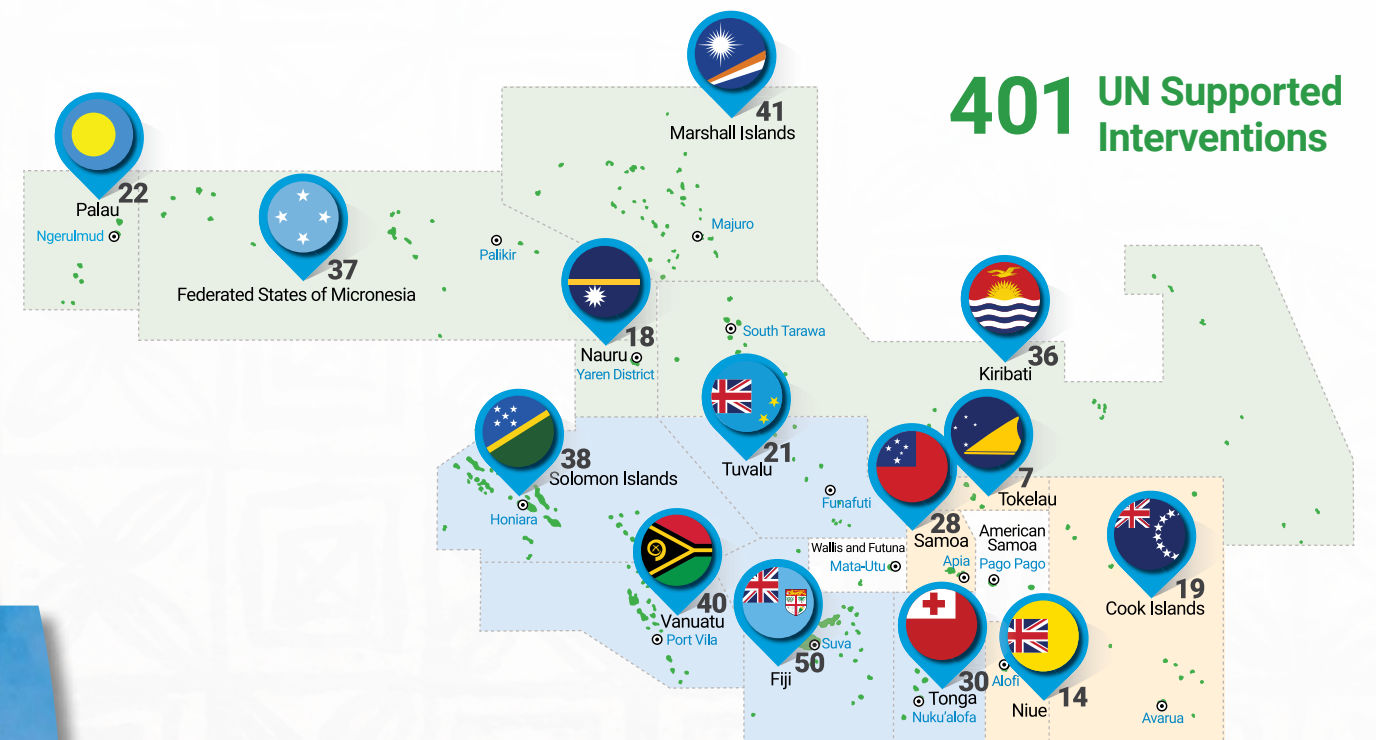 401 UN Supported
Interventions
41
Marshall Islands
22
Palau
Ngerulmud
37
Federated States of Micronesia
Palikir
Majuro
18
Nauru
Yaren District
South Tarawa
36
Kiribati
38
Solomon Islands
Honiara
21
Tuvalu
Funafuti
7
Tokelau
28
Samoa
Apia
American
Samoa
Pago Pago
Wallis and Futuna
Mata-Utu
19
Cook Islands
Avarua
40
Vanuatu
Port Vila
50
Fiji
Suva
30
Tonga
Nuku'alofa
Alofi
14
Niue